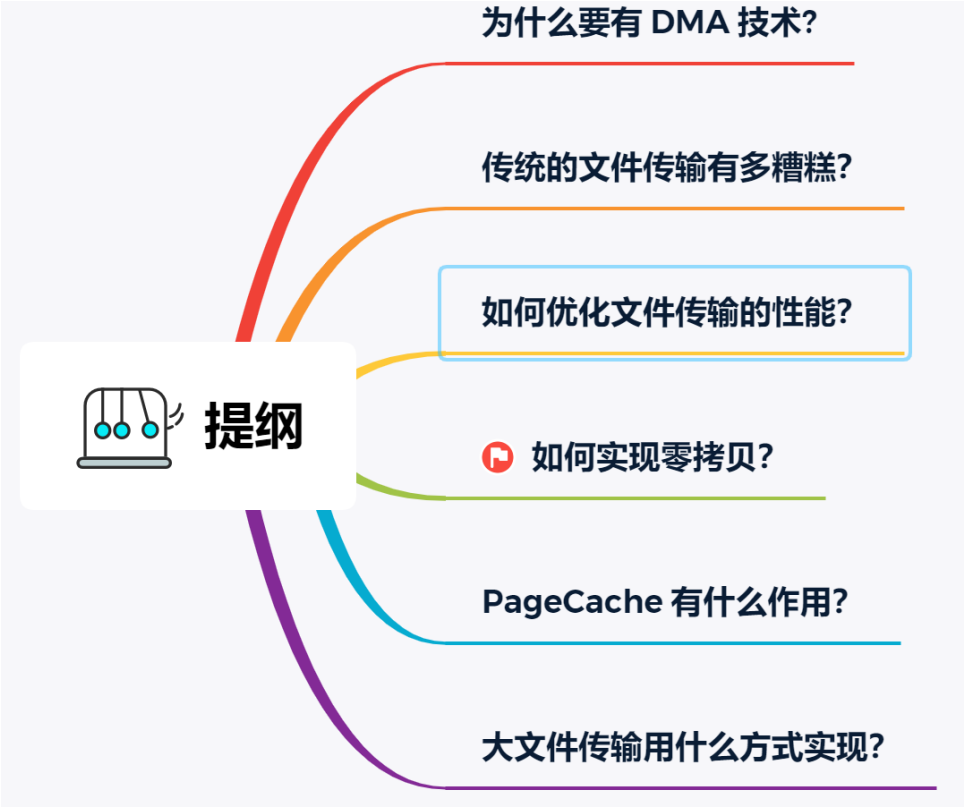 为什么要有 DMA 技术?
传统的文件传输有多糟糕?
如何优化文件传输的性能?
提纲
如何实现零拷贝?
PageCache 有什么作用?
大文件传输用什么方式实现?